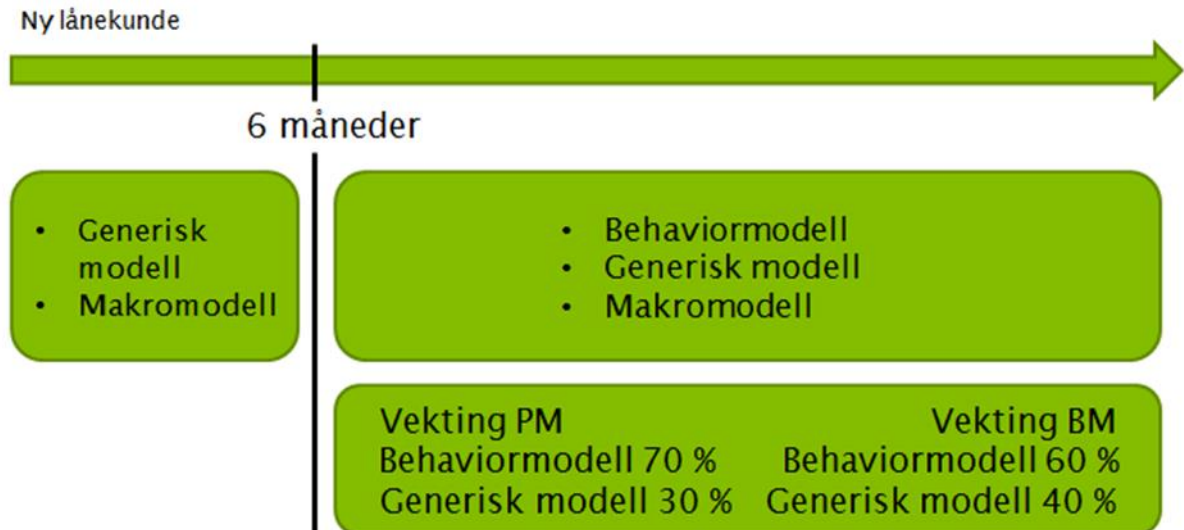 Ny lånekunde
6 måneder
• Generisk
modell
• Makromodell
• Behaviormodell
• Generisk modell
• Makromodell
Vekting PM
Behaviormodell 70 %
Generisk modell 30 %
Vekting BM
Behaviormodell 60 %
Generisk modell 40 %